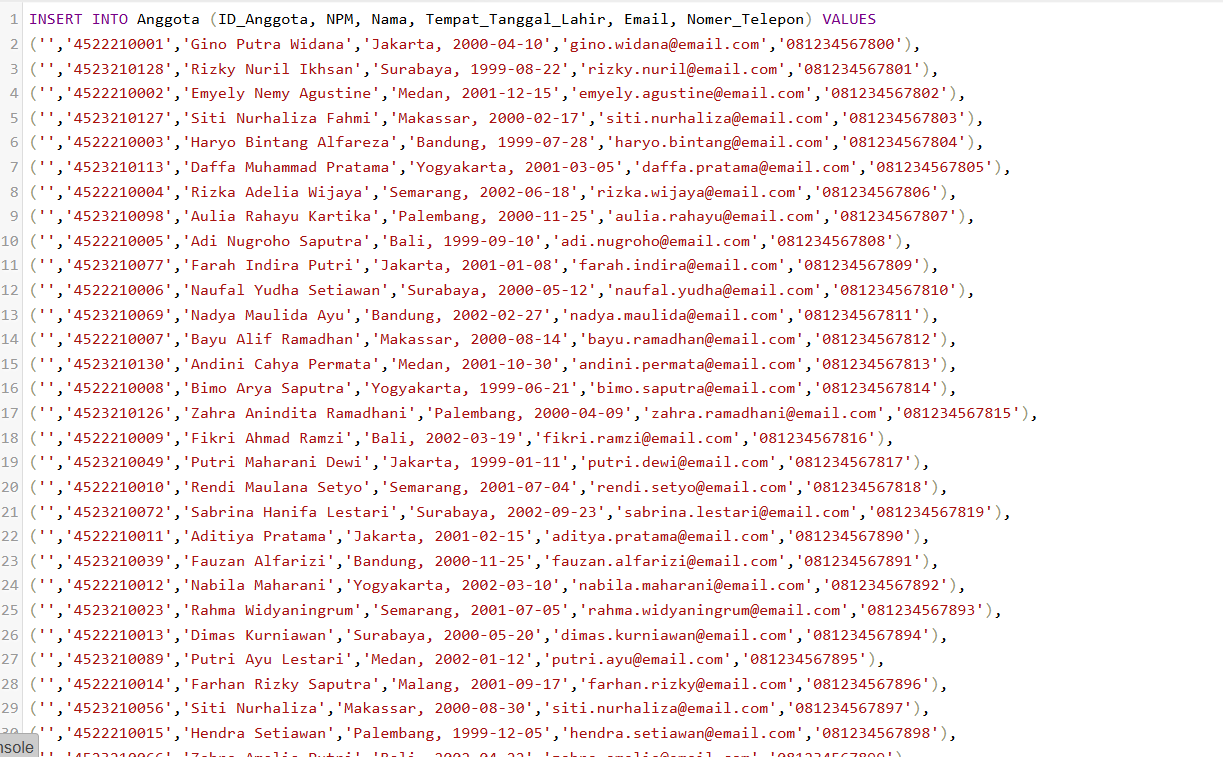 1 INSERT INTO Anggota (ID_Anggota, NPM, Nama, Tempat_Tanggal_Lahir, Email, Nomer_Telepon) VALUES
2 ('','4522210001','Gino Putra Widana','Jakarta, 2000-04-10','gino.widana@email.com','081234567800'),
3 ('','4523210128','Rizky Nuril Ikhsan','Surabaya, 1999-08-22','rizky.nuril@email.com','081234567801'),
4 ('','4522210002','Emyely Nemy Agustine','Medan, 2001-12-15','emyely.agustine@email.com','081234567802'),
5 ('','4523210127','Siti Nurhaliza Fahmi','Makassar, 2000-02-17','siti.nurhaliza@email.com','081234567803'),
6 ('','4522210003','Haryo Bintang Alfareza','Bandung, 1999-07-28','haryo.bintang@email.com','081234567804'),
7 ('','4523210113','Daffa Muhammad Pratama','Yogyakarta, 2001-03-05','daffa.pratama@email.com','081234567805'),
8 ('','4522210004','Rizka Adelia Wijaya','Semarang, 2002-06-18','rizka.wijaya@email.com','081234567806'),
9 ('','4523210098','Aulia Rahayu Kartika','Palembang, 2000-11-25','aulia.rahayu@email.com','081234567807'),
10 ('','4522210005','Adi Nugroho Saputra','Bali, 1999-09-10','adi.nugroho@email.com','081234567808'),
11 ('','4523210077','Farah Indira Putri','Jakarta, 2001-01-08','farah.indira@email.com','081234567809'),
12 ('','4522210006','Naufal Yudha Setiawan','Surabaya, 2000-05-12','naufal.yudha@email.com','081234567810'),
13 ('','4523210069','Nadya Maulida Ayu','Bandung, 2002-02-27','nadya.maulida@email.com','081234567811'),
14 ('','4522210007','Bayu Alif Ramadhan','Makassar, 2000-08-14','bayu.ramadhan@email.com','081234567812'),
15 ('','4523210130','Andini Cahya Permata','Medan, 2001-10-30','andini.permata@email.com','081234567813'),
16 ('','4522210008','Bimo Arya Saputra','Yogyakarta, 1999-06-21','bimo.saputra@email.com','081234567814'),
17 ('','4523210126','Zahra Anindita Ramadhani','Palembang, 2000-04-09','zahra.ramadhani@email.com','081234567815'),
18 ('','4522210009','Fikri Ahmad Ramzi','Bali, 2002-03-19','fikri.ramzi@email.com','081234567816'),
19 ('','4523210049','Putri Maharani Dewi','Jakarta, 1999-01-11','putri.dewi@email.com','081234567817'),
20 ('','4522210010','Rendi Maulana Setyo','Semarang, 2001-07-04','rendi.setyo@email.com','081234567818'),
21 ('','4523210072','Sabrina Hanifa Lestari','Surabaya, 2002-09-23','sabrina.lestari@email.com','081234567819'),
22 ('','4522210011','Aditiya Pratama','Jakarta, 2001-02-15','aditya.pratama@email.com','081234567890'),
23 ('','4523210039','Fauzan Alfarizi','Bandung, 2000-11-25','fauzan.alfarizi@email.com','081234567891'),
24 ('','4522210012','Nabila Maharani','Yogyakarta, 2002-03-10','nabila.maharani@email.com','081234567892'),
25 ('','4523210023','Rahma Widyaningrum','Semarang, 2001-07-05','rahma.widyaningrum@email.com','081234567893'),
26 ('','4522210013','Dimas Kurniawan','Surabaya, 2000-05-20','dimas.kurniawan@email.com','081234567894'),
27 ('','4523210089','Putri Ayu Lestari','Medan, 2002-01-12','putri.ayu@email.com','081234567895'),
28 ('','4522210014','Farhan Rizky Saputra','Malang, 2001-09-17','farhan.rizky@email.com','081234567896'),
29 ('','4523210056','Siti Nurhaliza','Makassar, 2000-08-30','siti.nurhaliza@email.com','081234567897'),
30 ('','4522210015','Hendra Setiawan','Palembang, 1999-12-05','hendra.setiawan@email.com','081234567898'),
nsole